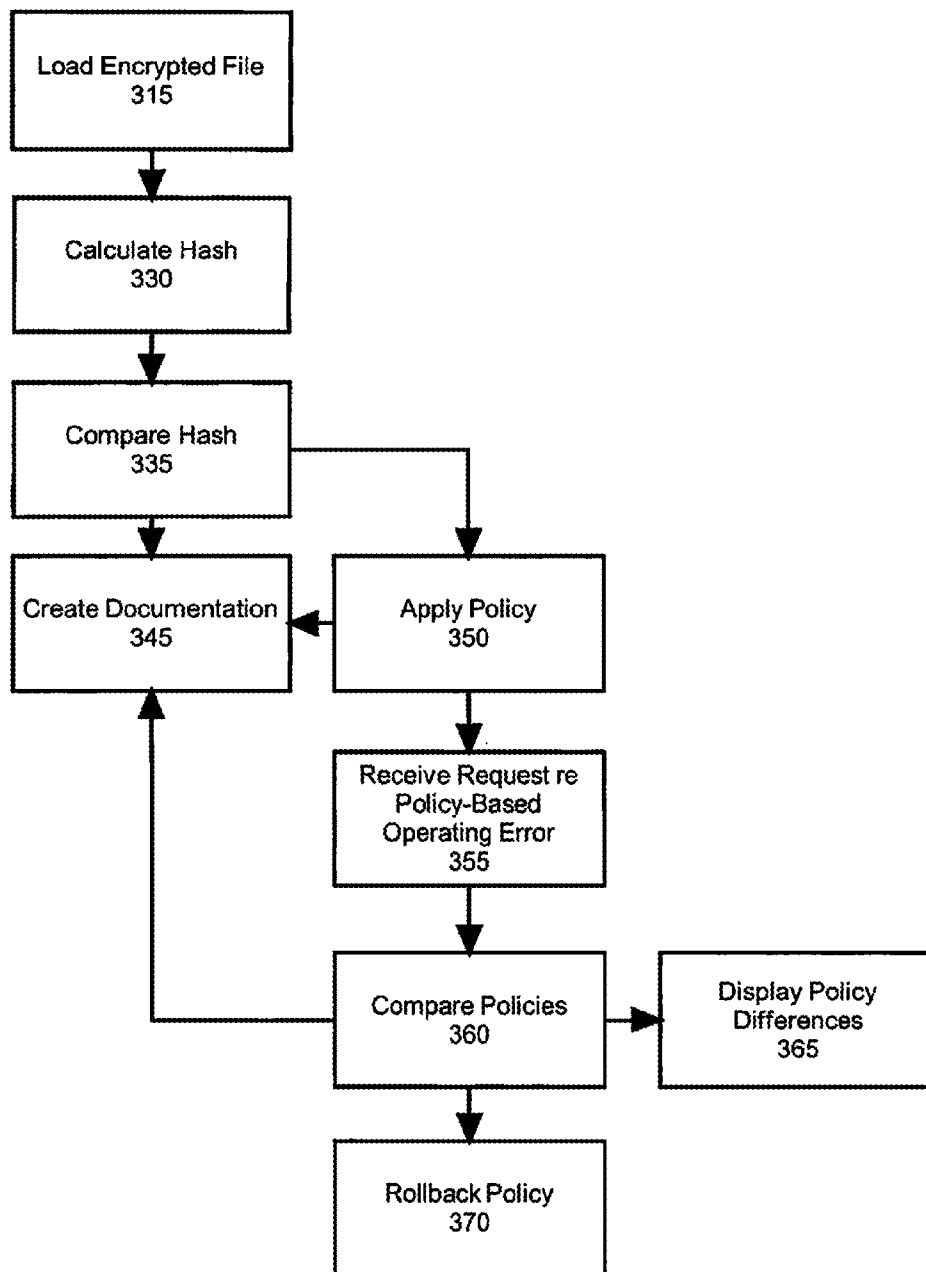 Load Encrypted File
315
Calculate Hash
330
Compare Hash
335
Create Documentation
345
Apply Policy
350
Receive Request re
Policy-Based
Operating Error
355
Compare Policies
360
Display Policy
Differences
365
Rollback Policy
370